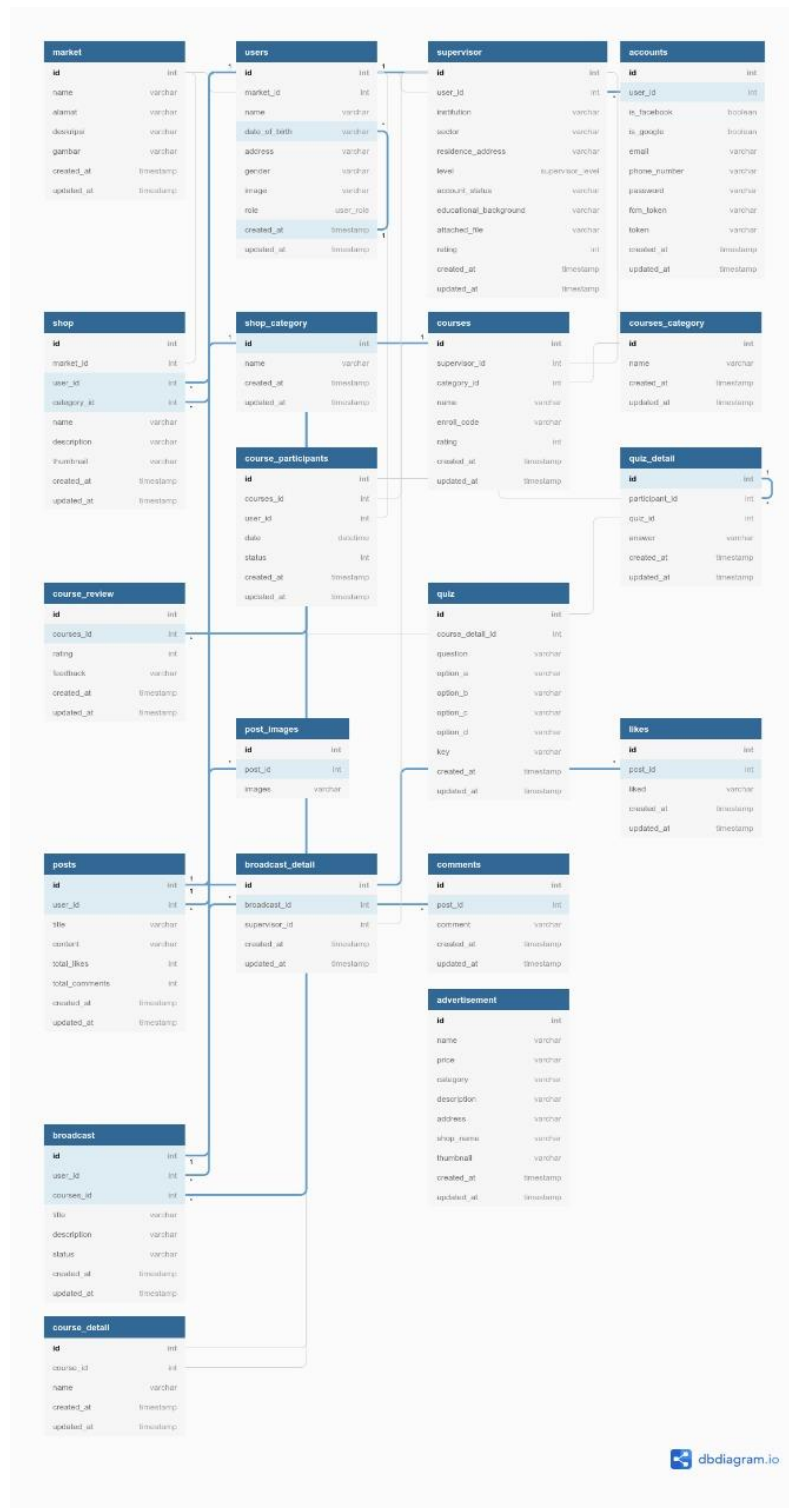 market
id int
name varchar
alamat varchar
deskripsi varchar
gambar varchar
created_at timestamp
updated_at timestamp
users
id int
market_id int
name varchar
date_of_birth varchar
address varchar
gender varchar
image varchar
role user_role
created_at timestamp
updated_at timestamp
supervisor
id int
user_id int
institution varchar
sector varchar
residence_address varchar
level supervisor_level
account_status varchar
educational_background varchar
attached_file varchar
rating int
created_at timestamp
updated_at timestamp
accounts
id int
user_id int
is_facebook boolean
is_google boolean
email varchar
phone_number varchar
password varchar
fcm_token varchar
token varchar
created_at timestamp
updated_at timestamp
shop
id int
market_id int
user_id int
category_id int
name varchar
description varchar
thumbnail varchar
created_at timestamp
updated_at timestamp
shop_category
id int
name varchar
created_at timestamp
updated_at timestamp
courses
id int
supervisor_id int
category_id int
name varchar
enroll_code varchar
rating int
created_at timestamp
updated_at timestamp
courses_category
id int
name varchar
created_at timestamp
updated_at timestamp
course_participants
id int
courses_id int
user_id int
date datetime
status int
created_at timestamp
updated_at timestamp
quiz_detail
id int
participant_id int
quiz_id int
answer varchar
created_at timestamp
updated_at timestamp
course_review
id int
courses_id int
rating int
feedback varchar
created_at timestamp
updated_at timestamp
quiz
id int
course_detail_id int
question varchar
option_a varchar
option_b varchar
option_c varchar
option_d varchar
key varchar
created_at timestamp
updated_at timestamp
post_images
id int
post_id int
images varchar
likes
id int
post_id int
liked varchar
created_at timestamp
updated_at timestamp
posts
id int
user_id int
title varchar
content varchar
total_likes int
total_comments int
created_at timestamp
updated_at timestamp
broadcast_detail
id int
broadcast_id int
supervisor_id int
created_at timestamp
updated_at timestamp
comments
id int
post_id int
comment varchar
created_at timestamp
updated_at timestamp
advertisement
id int
name varchar
price varchar
category varchar
description varchar
address varchar
shop_name varchar
thumbnail varchar
created_at timestamp
updated_at timestamp
broadcast
id int
user_id int
courses_id int
title varchar
description varchar
status varchar
created_at timestamp
updated_at timestamp
course_detail
id int
course_id int
name varchar
created_at timestamp
updated_at timestamp
dbdiagram.io